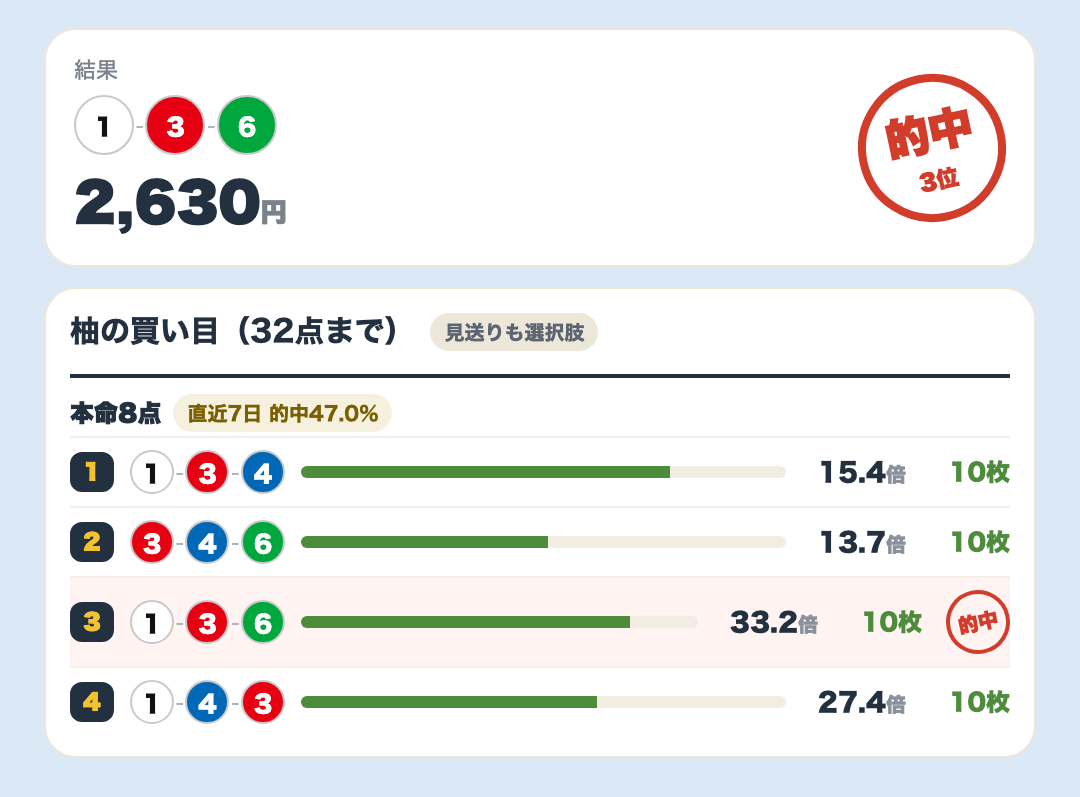 結果
1-3-6
2,630円
的中
3位
柚の買い目（32点まで） 見送りも選択肢
本命8点 直近7日 的中47.0%
1 1-3-4 15.4倍 10枚
2 3-4-6 13.7倍 10枚
3 1-3-6 33.2倍 10枚 的中
4 1-4-3 27.4倍 10枚